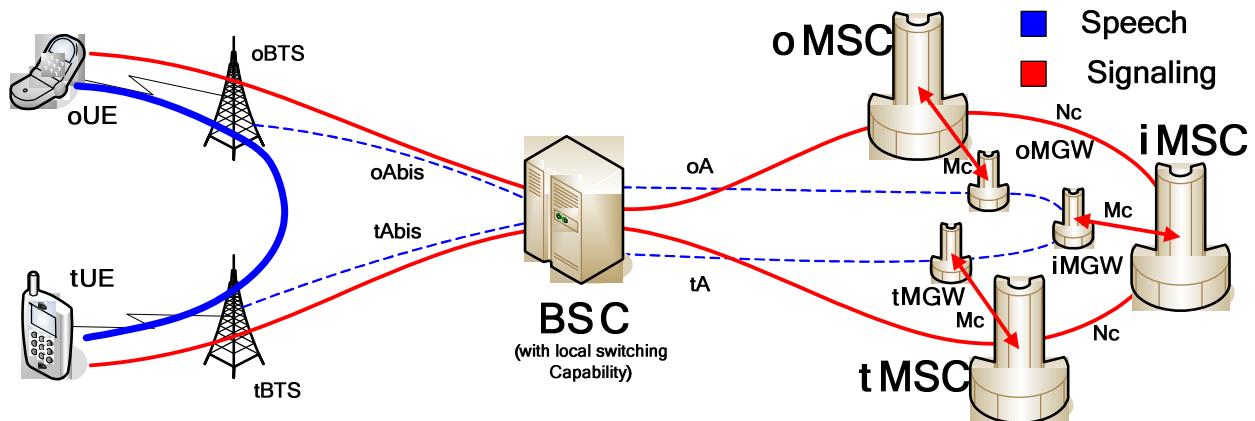 oMSC
Speech
Signaling
oBTS
oUE
Nc
iMSC
oMGW
oAbis
oA
Mc
Mc
tAbis
iMGW
tUE
tA
tMGW
BSC
(with local switching
Capability)
Mc
Nc
tMSC
tBTS